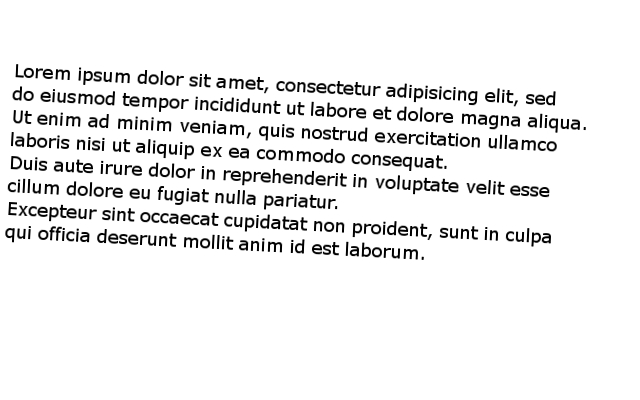 Lorem ipsum dolor sit amet, consectetur adipisicing elit, sed
do eiusmod tempor incididunt ut labore et dolore magna aliqua.
Ut enim ad minim veniam, quis nostrud exercitation ullamco
laboris nisi ut aliquip ex ea commodo consequat.
Duis aute irure dolor in reprehenderit in voluptate velit esse
cillum dolore eu fugiat nulla pariatur.
Excepteur sint occaecat cupidatat non proident, sunt in culpa
qui officia deserunt mollit anim id est laborum.